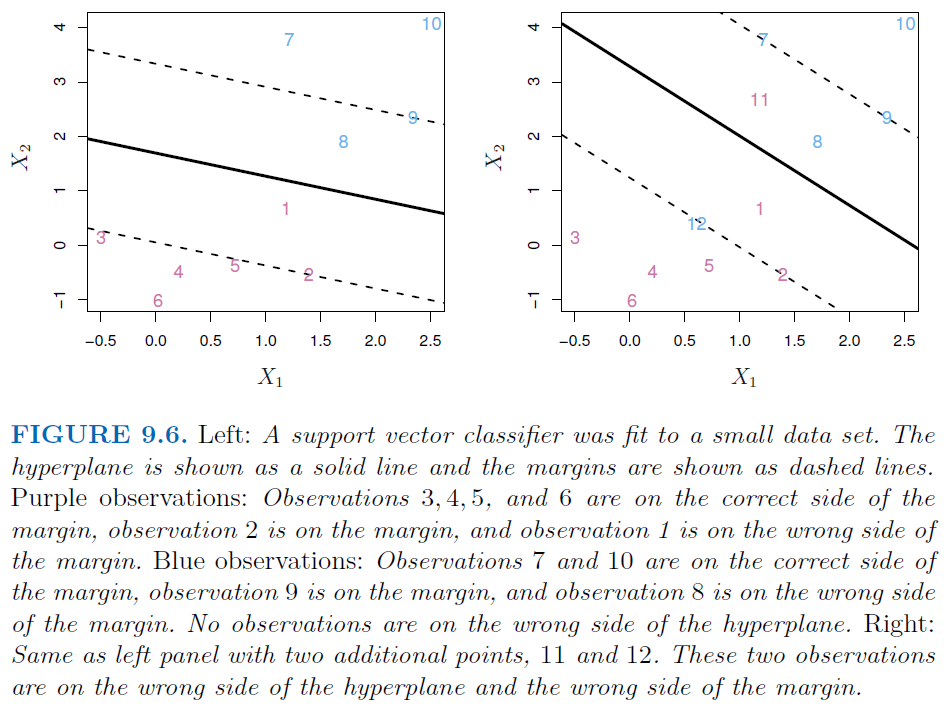 4
3
2
1
0
−1
X2
7
10
9
8
1
3
4
5
2
6
−0.5 0.0 0.5 1.0 1.5 2.0 2.5
X1
4
3
2
1
0
−1
X2
7
10
11
9
8
12
1
3
4
5
2
6
−0.5 0.0 0.5 1.0 1.5 2.0 2.5
X1
FIGURE 9.6. Left: A support vector classifier was fit to a small data set. The
hyperplane is shown as a solid line and the margins are shown as dashed lines.
Purple observations: Observations 3, 4, 5, and 6 are on the correct side of the
margin, observation 2 is on the margin, and observation 1 is on the wrong side of
the margin. Blue observations: Observations 7 and 10 are on the correct side of
the margin, observation 9 is on the margin, and observation 8 is on the wrong side
of the margin. No observations are on the wrong side of the hyperplane. Right:
Same as left panel with two additional points, 11 and 12. These two observations
are on the wrong side of the hyperplane and the wrong side of the margin.